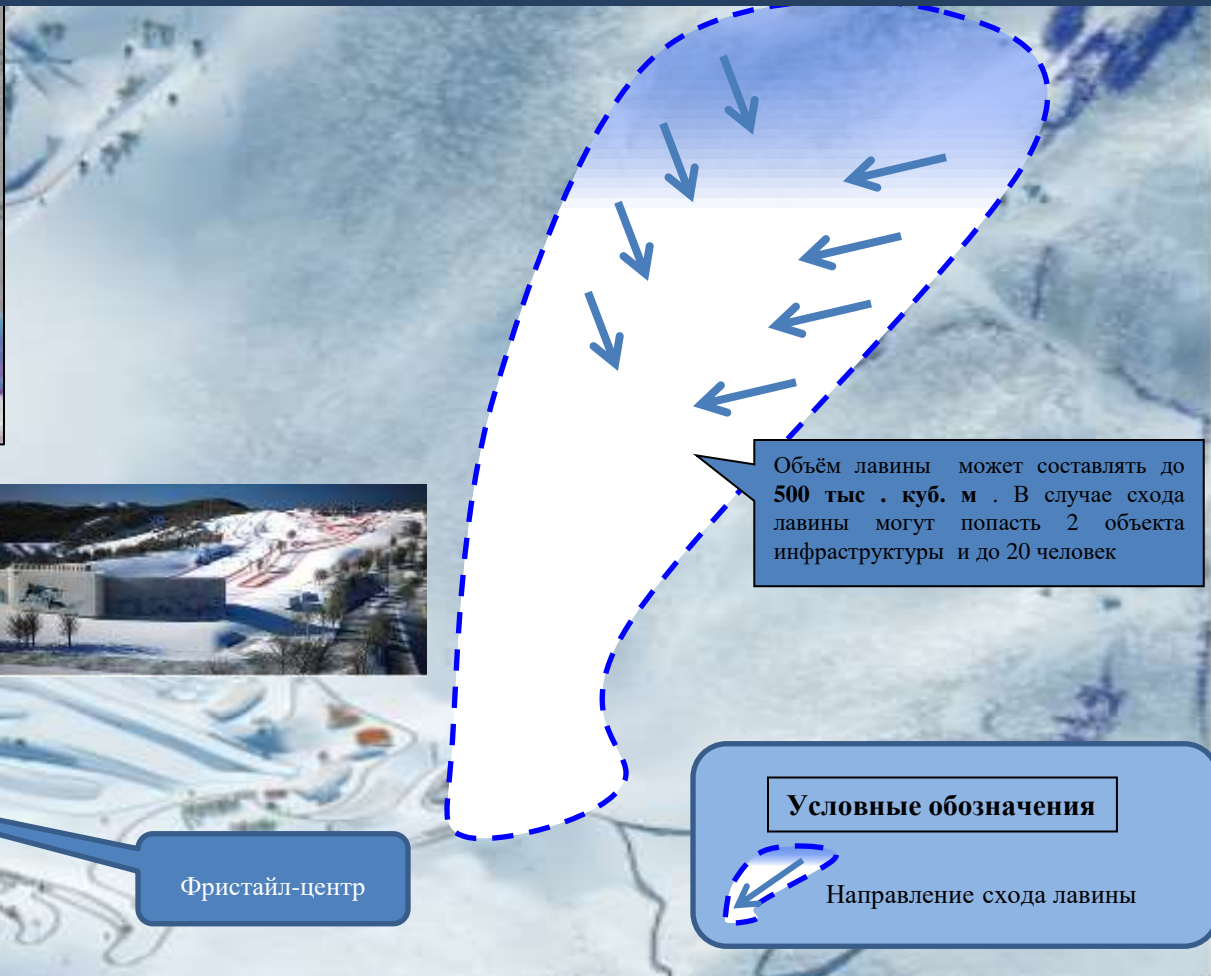 Объём лавины может составлять до
500 тыс . куб. м . В случае схода
лавины могут попасть 2 объекта
инфраструктуры и до 20 человек
Условные обозначения
Направление схода лавины
Фристайл-центр